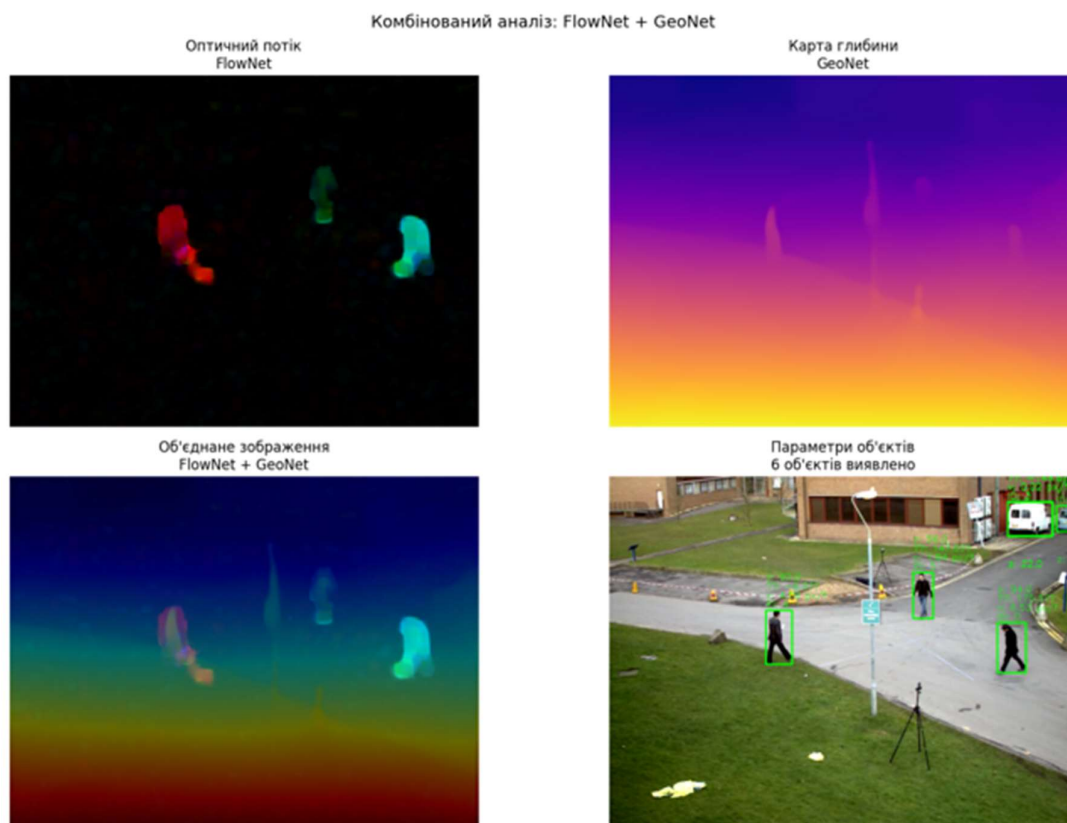 Комбінований аналіз: FlowNet + GeoNet
Оптичний потік
FlowNet
Карта глибини
GeoNet
Об'єднане зображення
FlowNet + GeoNet
Параметри об'єктів
6 об'єктів виявлено